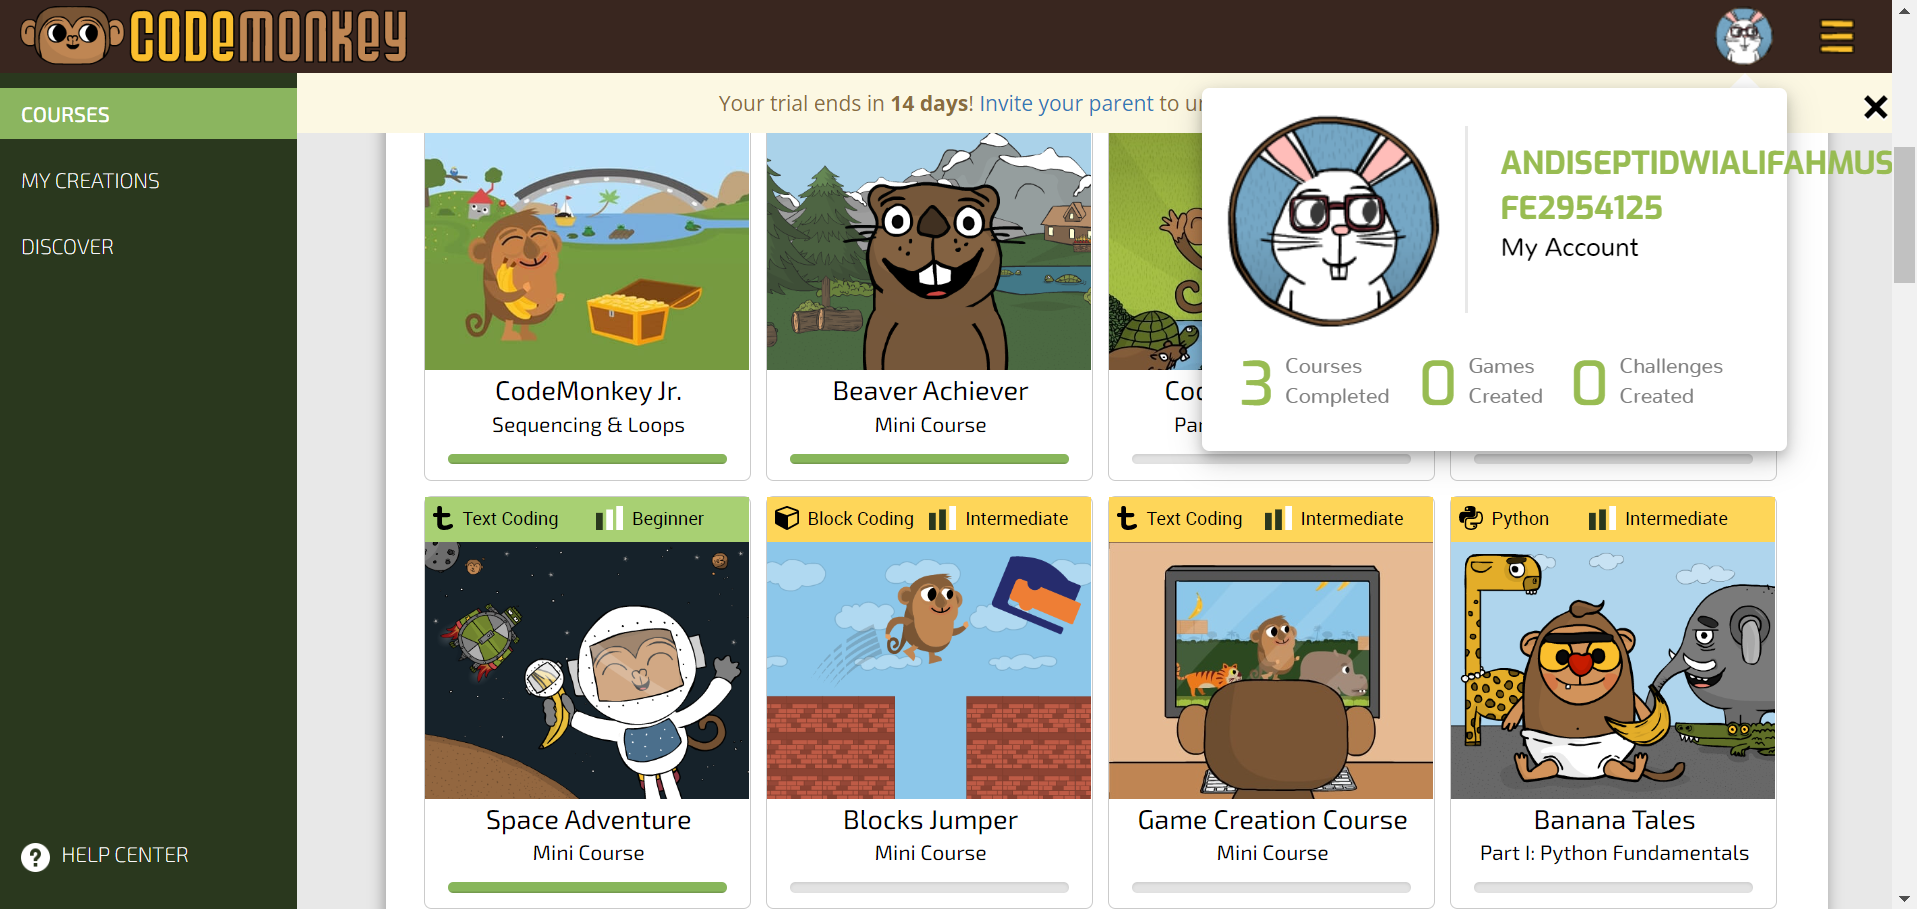 CODEMONKEY
COURSES
MY CREATIONS
DISCOVER
HELP CENTER
Your trial ends in 14 days! Invite your parent to
ANDISEPTIDWIALIFAHMUS
FE2954125
My Account
3 Courses Completed
0 Games Created
0 Challenges Created
CodeMonkey Jr.
Sequencing & Loops
Beaver Achiever
Mini Course
Text Coding Beginner
Space Adventure
Mini Course
Block Coding Intermediate
Blocks Jumper
Mini Course
Text Coding Intermediate
Game Creation Course
Mini Course
Python Intermediate
Banana Tales
Part I: Python Fundamentals